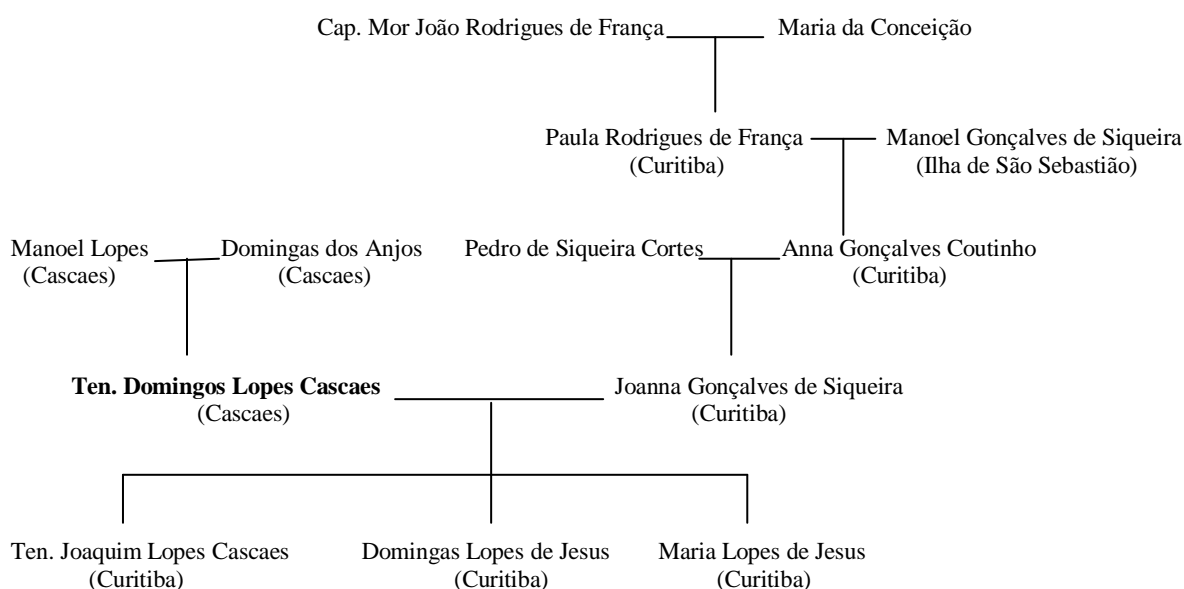 Cap. Mor João Rodrigues de França Maria da Conceição
Paula Rodrigues de França Manoel Gonçalves de Siqueira
(Curitiba) (Ilha de São Sebastião)
Manoel Lopes Domingas dos Anjos Pedro de Siqueira Cortes Anna Gonçalves Coutinho
(Cascaes) (Cascaes) (Curitiba)
Ten. Domingos Lopes Cascaes Joanna Gonçalves de Siqueira
(Cascaes) (Curitiba)
Ten. Joaquim Lopes Cascaes Domingas Lopes de Jesus Maria Lopes de Jesus
(Curitiba) (Curitiba) (Curitiba)